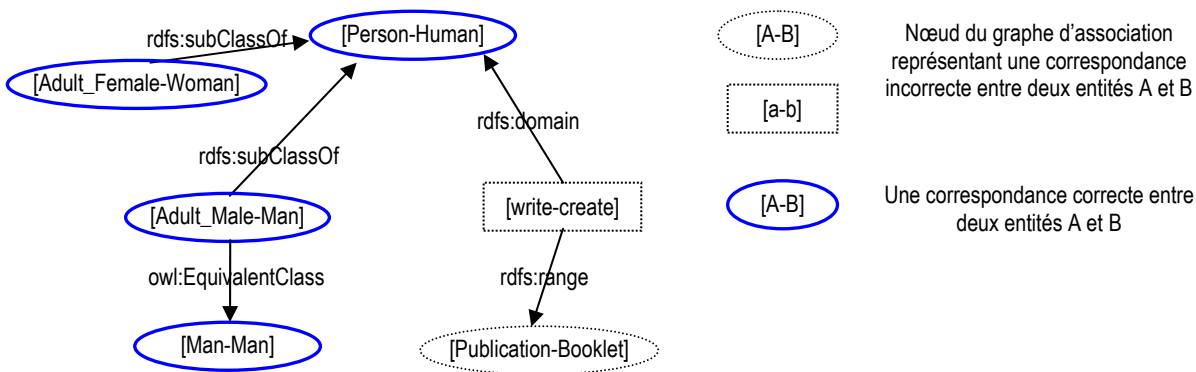 rdfs:subClassOf
[Person-Human]
[Adult_Female-Woman]
rdfs:domain
rdfs:subClassOf
[Adult_Male-Man]
[write-create]
owl:EquivalentClass
rdfs:range
[Man-Man]
[Publication-Booklet]
[A-B]
[a-b]
Nœud du graphe d’association
représentant une correspondance
incorrecte entre deux entités A et B
[A-B]
Une correspondance correcte entre
deux entités A et B